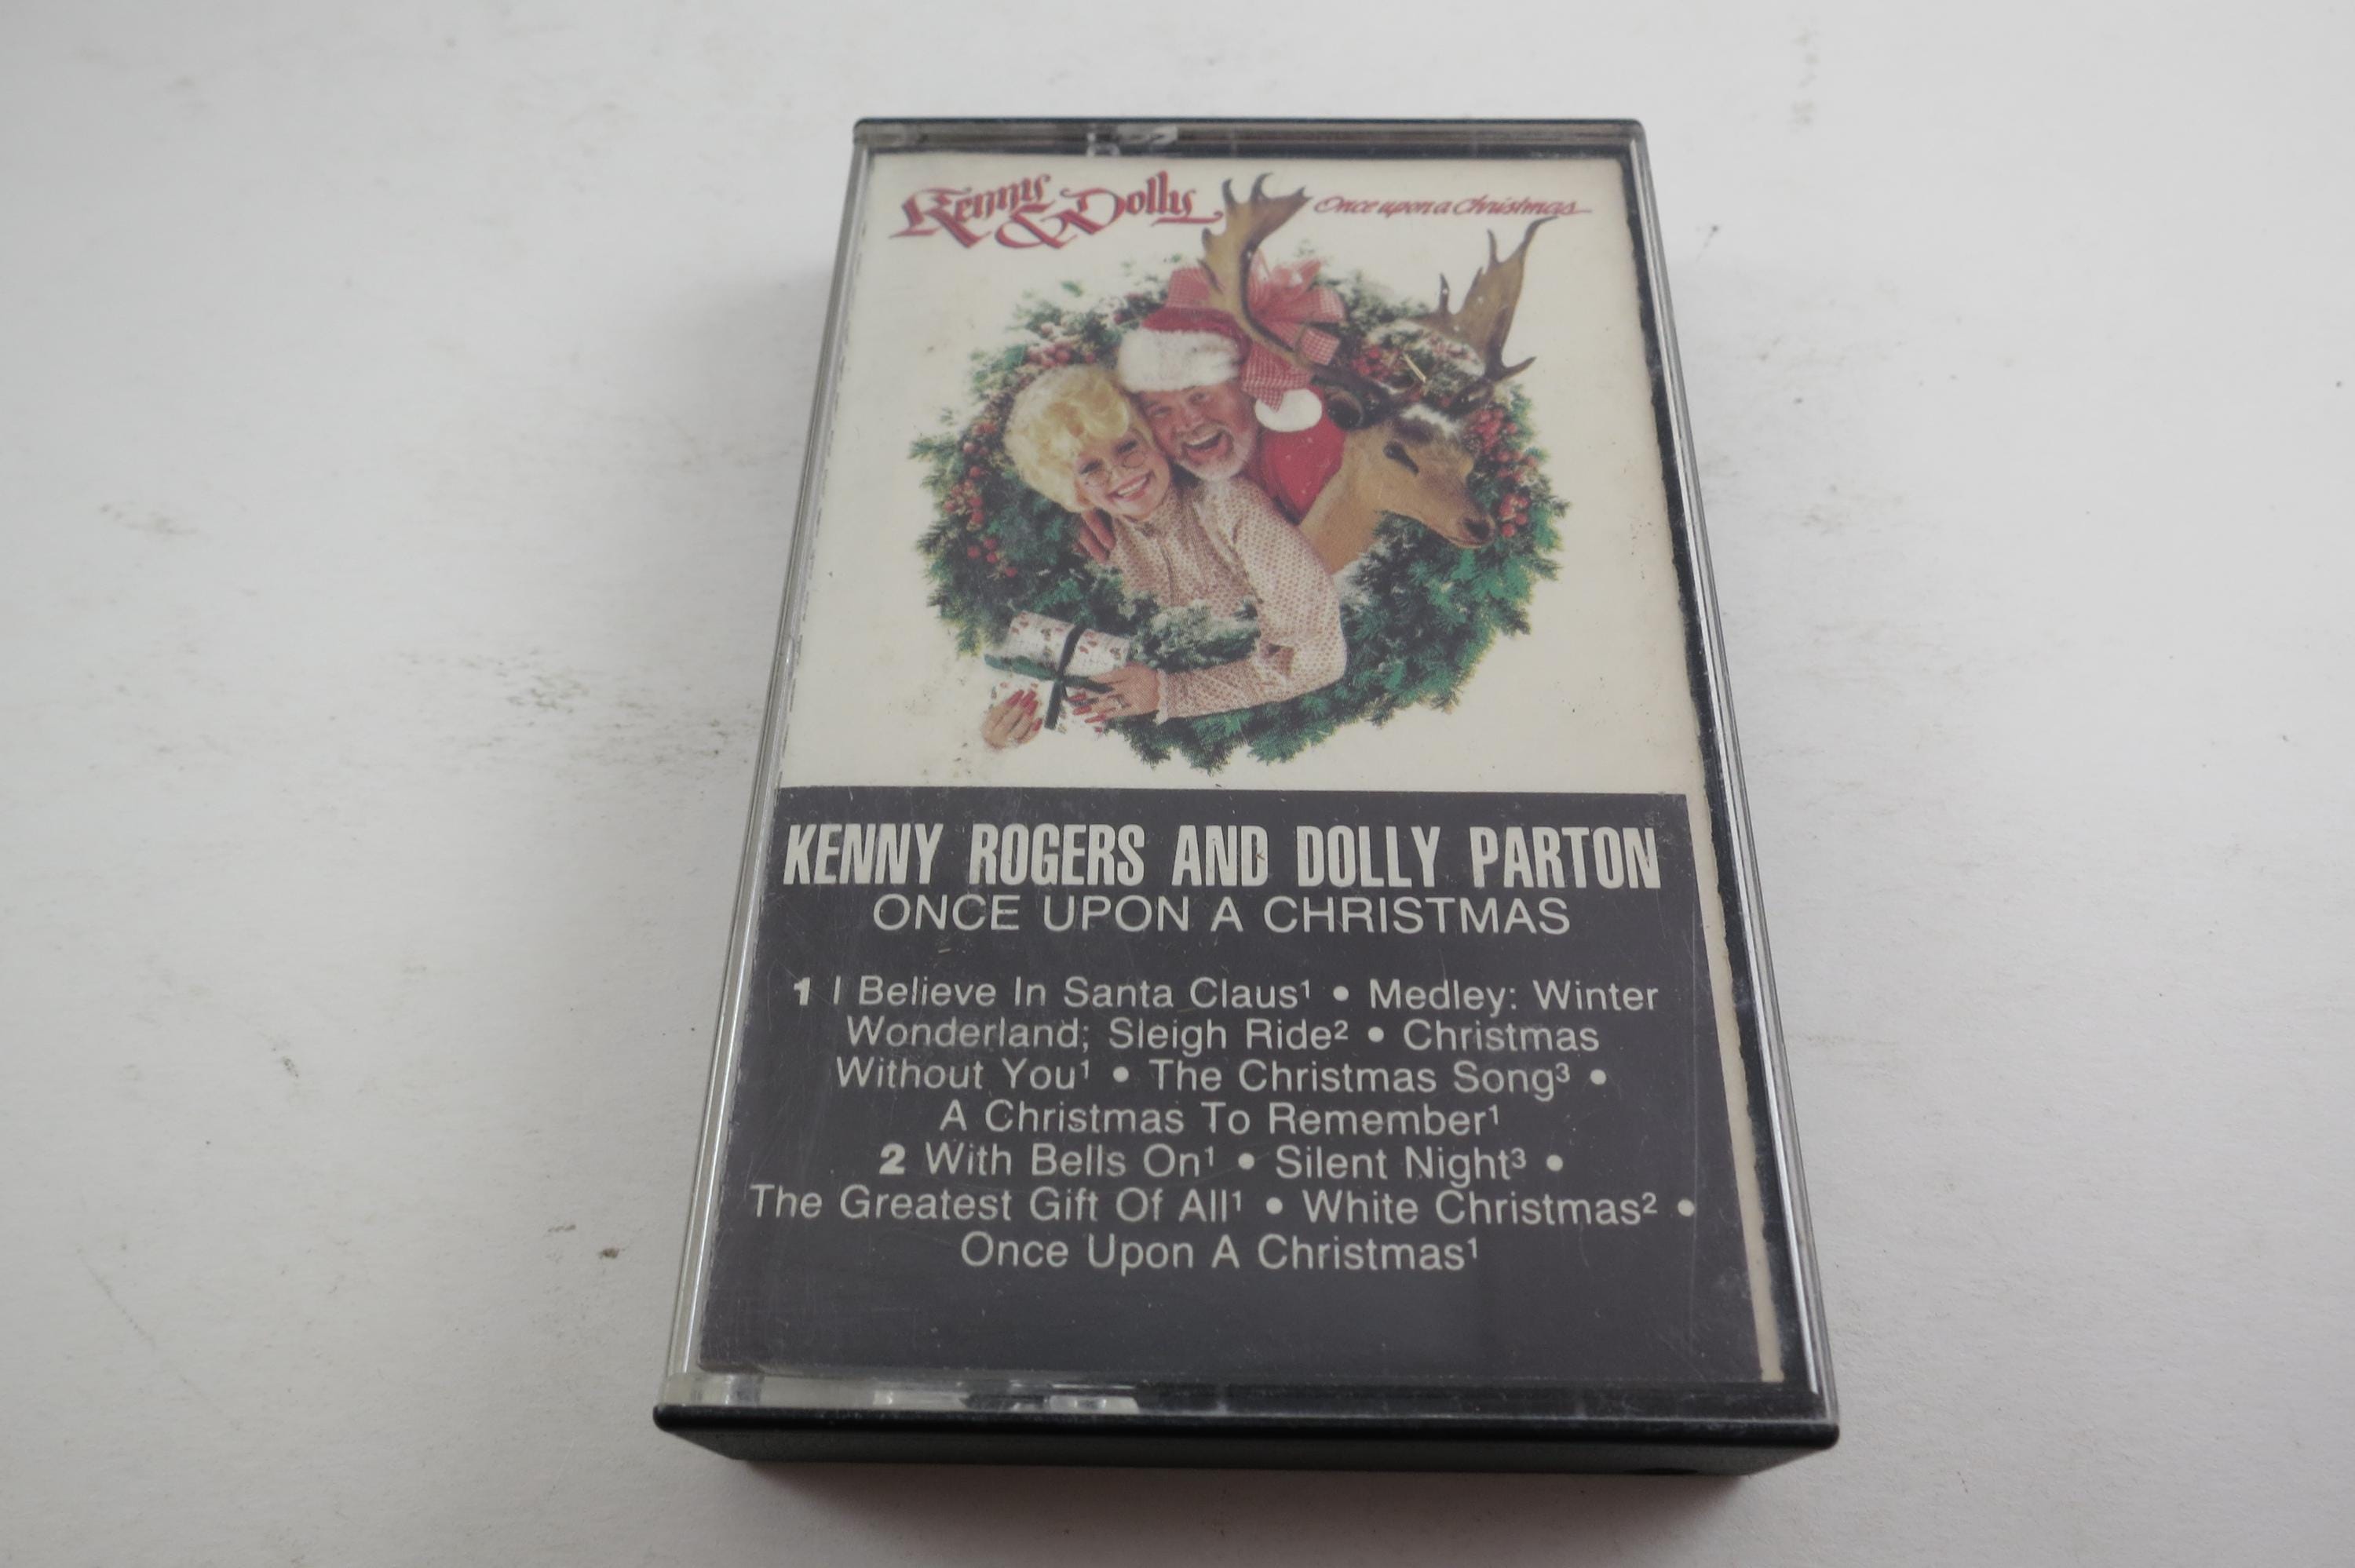 Kenny & Dolly
Once upon a Christmas
KENNY ROGERS AND DOLLY PARTON
ONCE UPON A CHRISTMAS
1 I Believe In Santa Claus¹ • Medley: Winter
Wonderland; Sleigh Ride² • Christmas
Without You¹ • The Christmas Song³ •
A Christmas To Remember¹
2 With Bells On¹ • Silent Night³ •
The Greatest Gift Of All¹ • White Christmas² •
Once Upon A Christmas¹